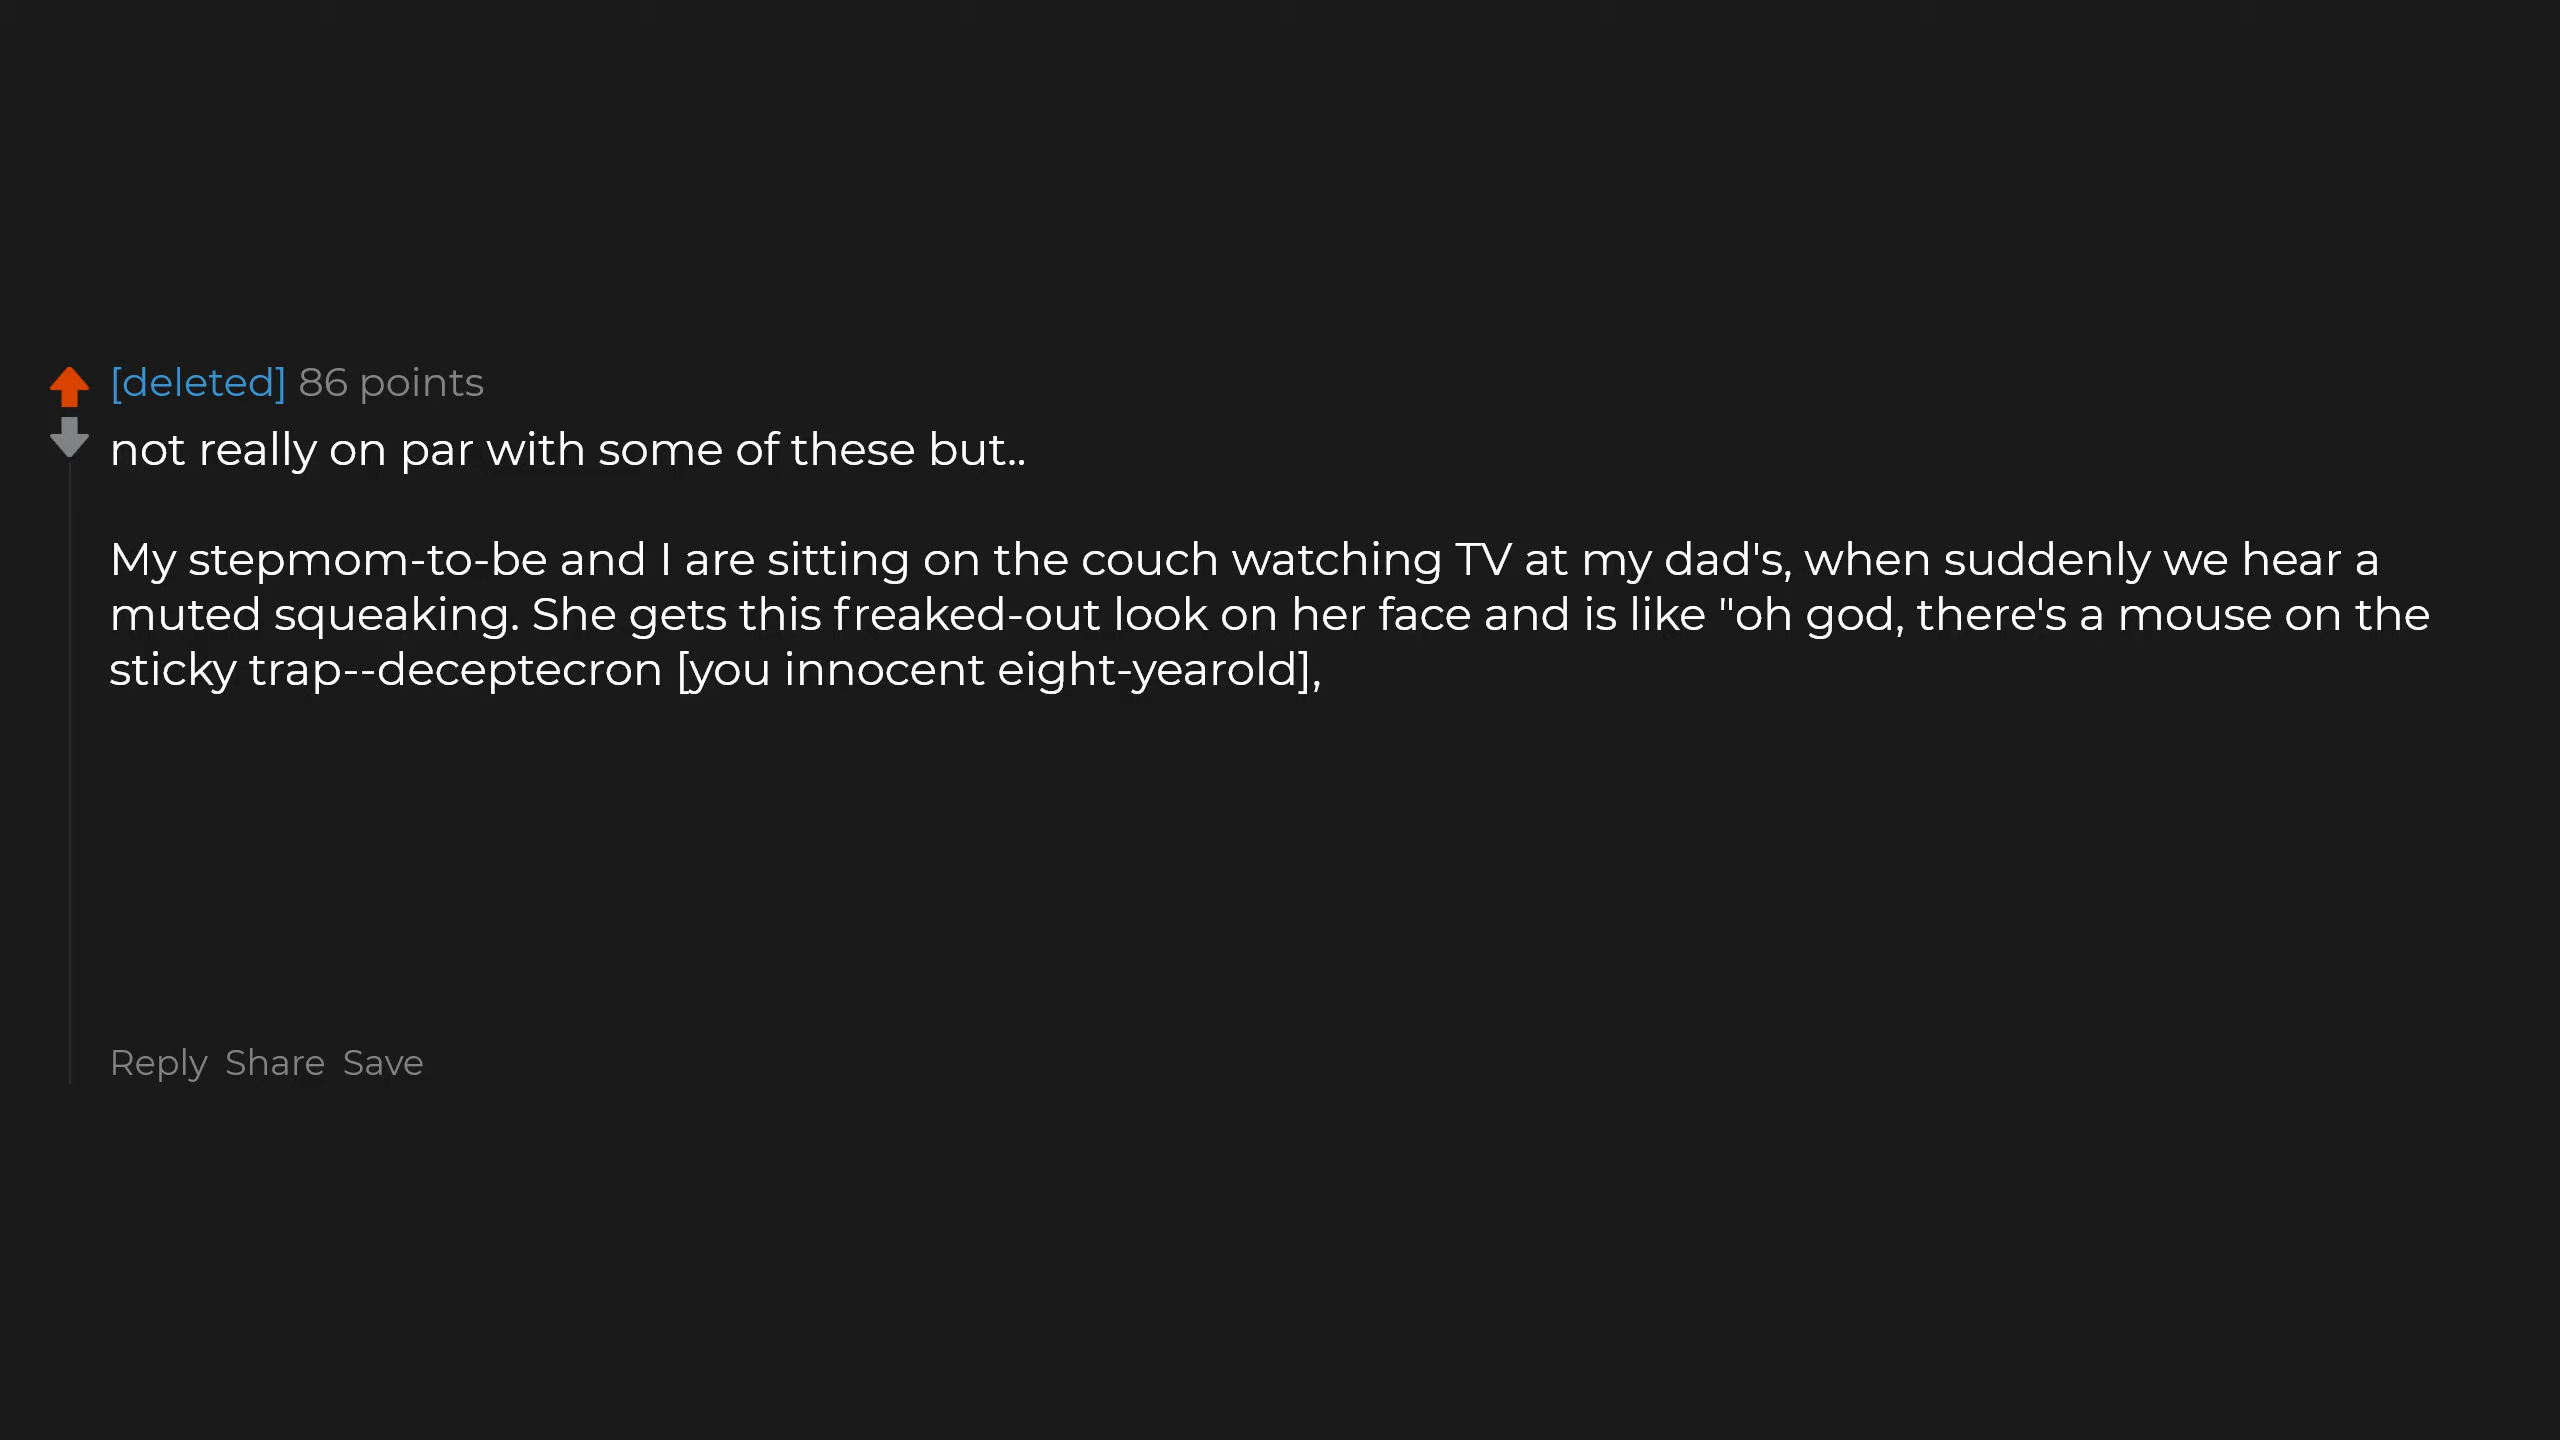 [deleted] 86 points
not really on par with some of these but..
My stepmom-to-be and I are sitting on the couch watching TV at my dad's, when suddenly we hear a
muted squeaking. She gets this freaked-out look on her face and is like "oh god, there's a mouse on the
sticky trap--deceptecron [you innocent eight-yearold],
Reply Share Save